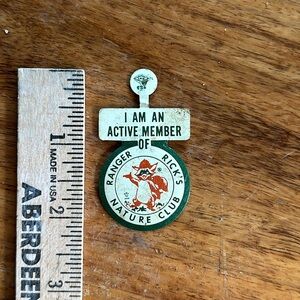 I AM AN
ACTIVE MEMBER
OF
RANGER RICK'S
NATURE CLUB
®
ABERDEEN
MADE IN USA
1
2
3